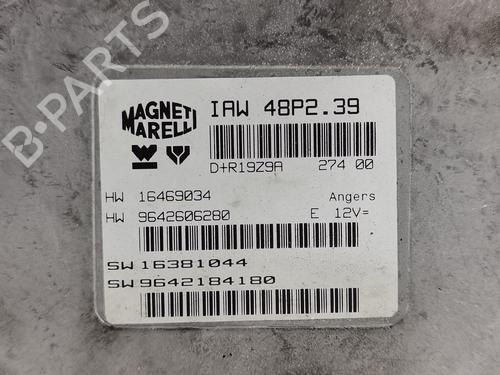 B-PARTS
MAGNETI MARELLI
IAW 48P2.39
D+R19Z9A 274 00
HW 16469034 Angers
HW 9642606280 E 12V=
SW 16381044
SW 9642184180